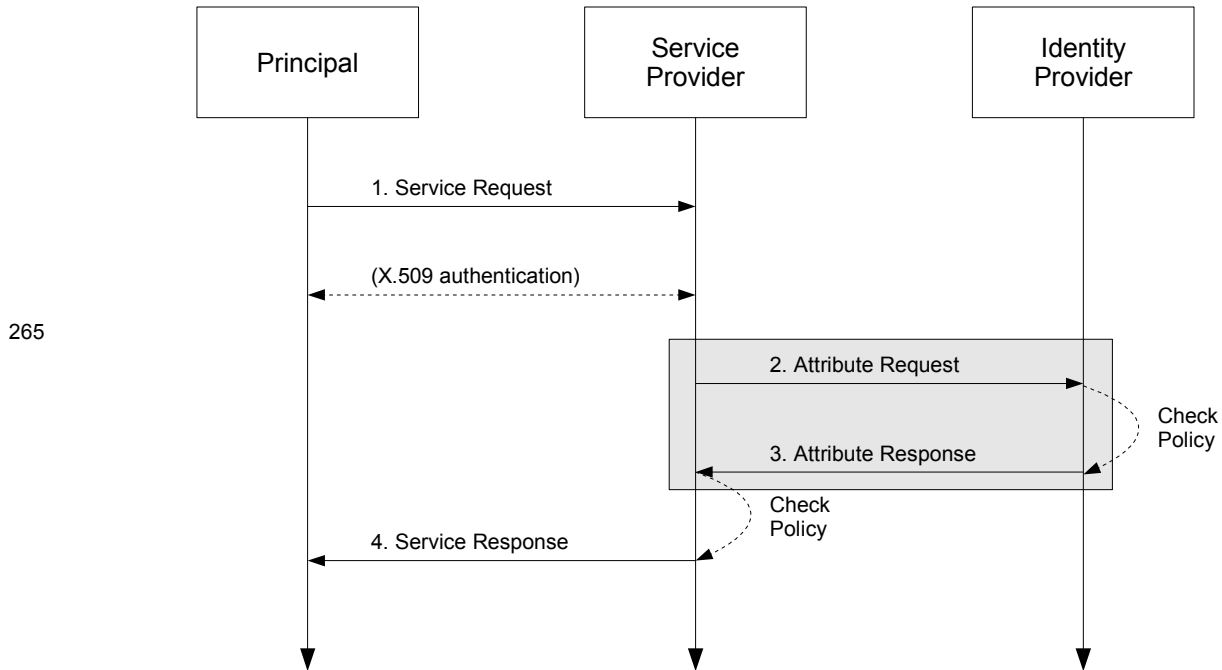 Principal
Service
Provider
Identity
Provider
1. Service Request
(X.509 authentication)
265
2. Attribute Request
Check
Policy
3. Attribute Response
Check
Policy
4. Service Response